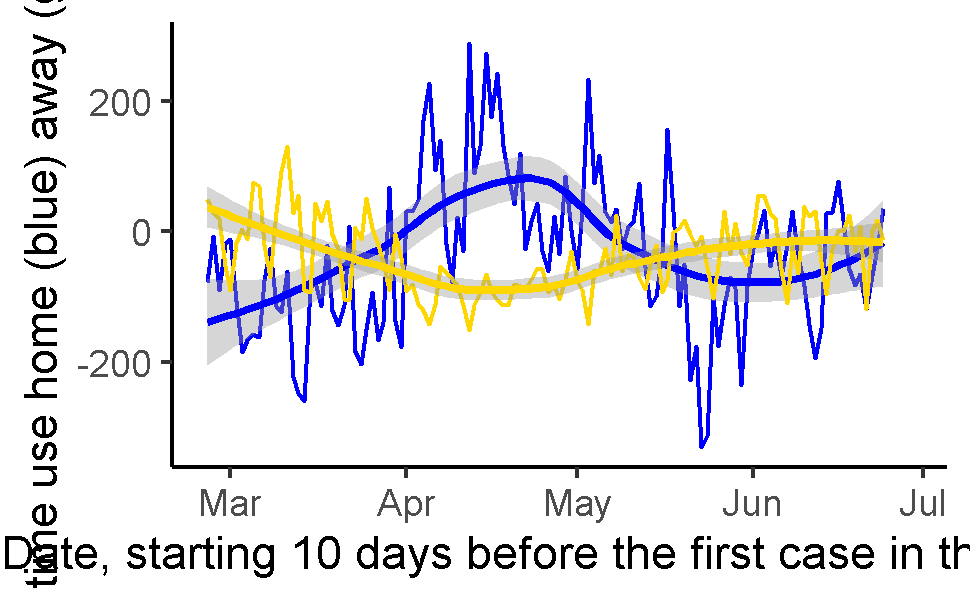 time use home (blue) away (
200
0
-200
Mar Apr May Jun Jul
Date, starting 10 days before the first case in th